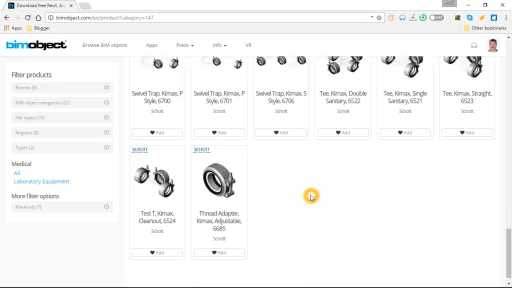 Download free Revit, Ar
bimobject.com/en/product?category=147
Apps
Blogger
Other bookmarks
bimobject
Browse BIM objects
Apps
Press
Info
VR
Filter products
Swivel Trap, Kimax, P
Style, 6700
Schott
Add
Swivel Trap, Kimax, P
Style, 6701
Schott
Add
Swivel Trap, Kimax, S
Style, 6706
Schott
Add
Tee, Kimax, Double
Sanitary, 6522
Schott
Add
Tee, Kimax, Single
Sanitary, 6521
Schott
Add
Tee, Kimax, Straight,
6523
Schott
Add
Brands (8)
BIM object categories (22)
File types (15)
Regions (8)
Types (2)
Medical
All
Laboratory Equipment
More filter options
Materials (7)
SCHOTT
Test T, Kimax,
Cleanout, 6524
Schott
Add
SCHOTT
Thread Adapter,
Kimax, Adjustable,
6685
Schott
Add